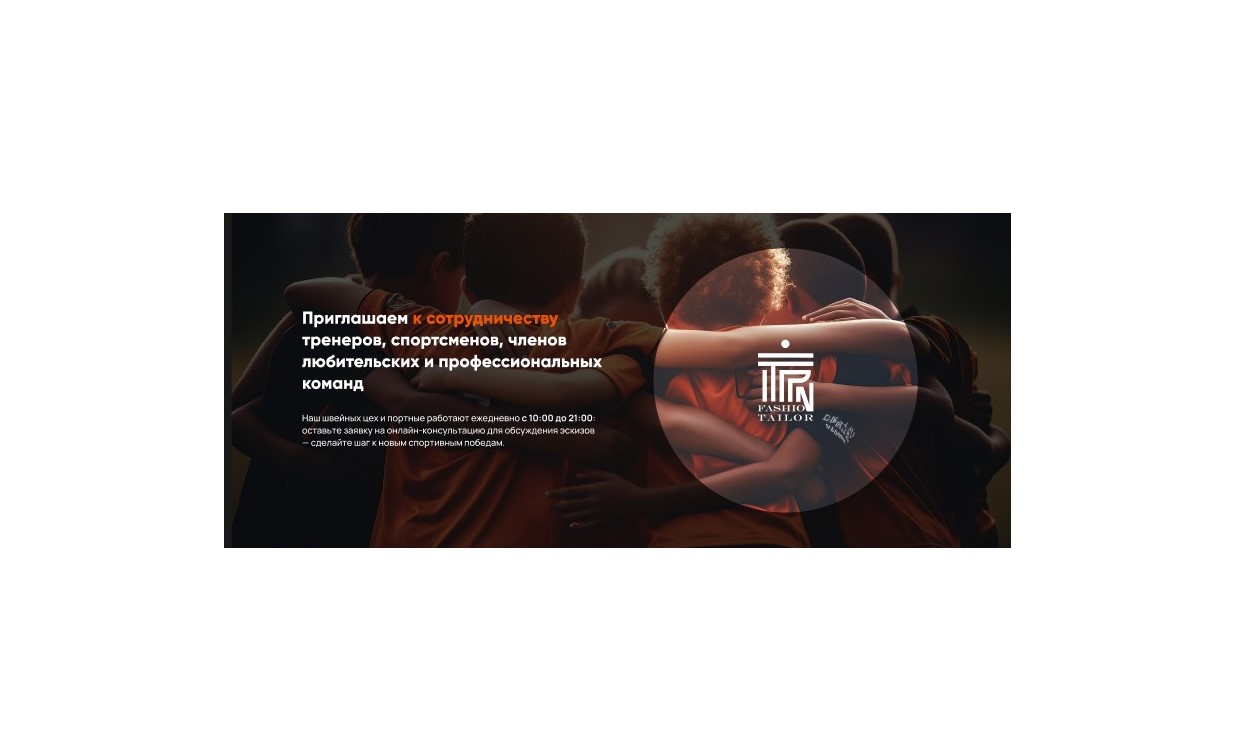 Приглашаем к сотрудничеству
тренеров, спортсменов, членов
любительских и профессиональных
команд
Наш швейных цех и портные работают ежедневно с 10:00 до 21:00:
оставьте заявку на онлайн-консультацию для обсуждения эскизов
— сделайте шаг к новым спортивным победам.
FASHION
TAILOR